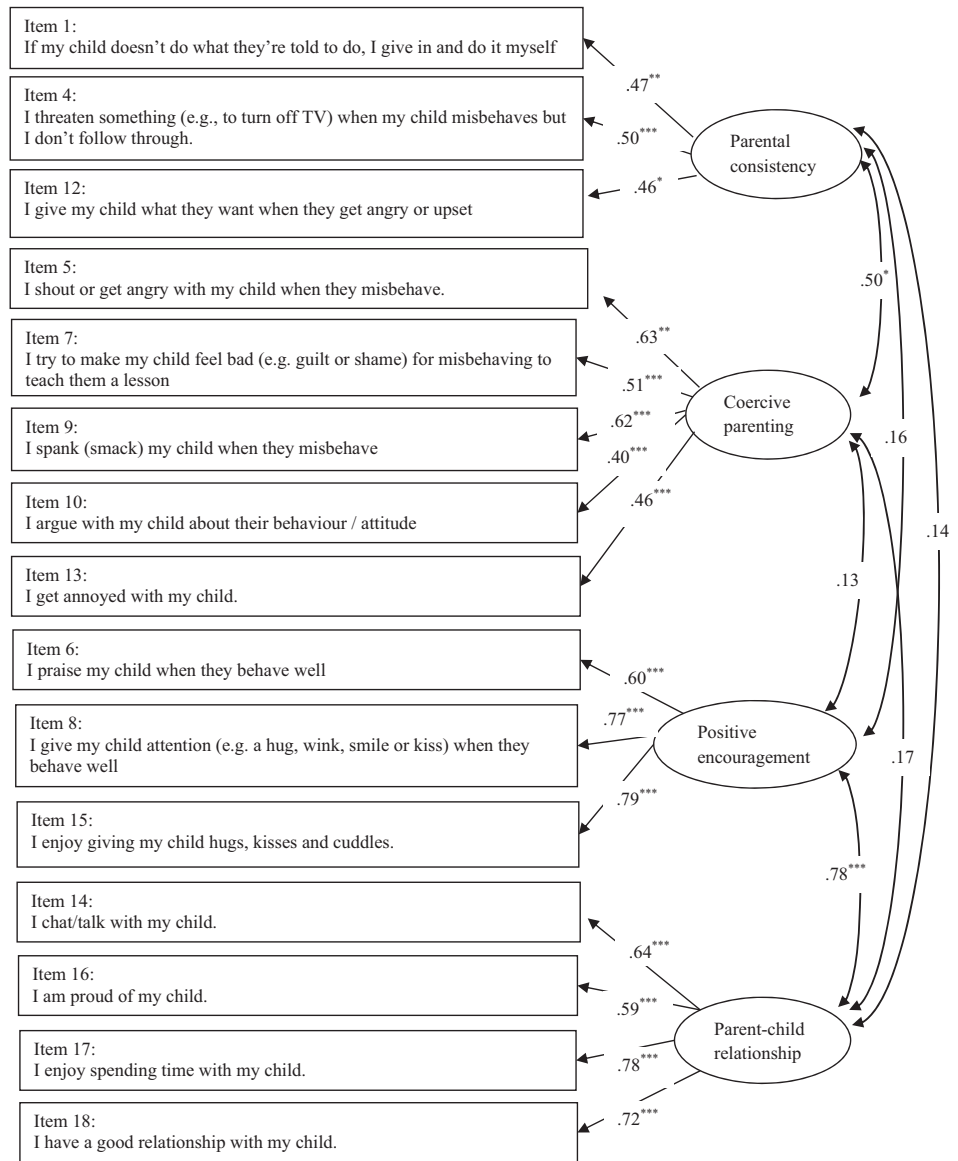 Item 1:
If my child doesn't do what they're told to do, I give in and do it myself
.47**
Item 4:
I threaten something (e.g., to turn off TV) when my child misbehaves but
I don't follow through.
.50***
Parental
consistency
Item 12:
I give my child what they want when they get angry or upset
.46*
Item 5:
I shout or get angry with my child when they misbehave.
.50*
.63**
Item 7:
I try to make my child feel bad (e.g. guilt or shame) for misbehaving to
teach them a lesson
.51***
Coercive
parenting
Item 9:
I spank (smack) my child when they misbehave
.62***
.16
.40***
Item 10:
I argue with my child about their behaviour / attitude
.46***
.14
Item 13:
I get annoyed with my child.
.13
Item 6:
I praise my child when they behave well
.60***
Item 8:
I give my child attention (e.g. a hug, wink, smile or kiss) when they
behave well
.77***
Positive
encouragement
.17
.79***
Item 15:
I enjoy giving my child hugs, kisses and cuddles.
.78***
Item 14:
I chat/talk with my child.
.64***
Item 16:
I am proud of my child.
.59***
Parent-child
relationship
Item 17:
I enjoy spending time with my child.
.78***
Item 18:
I have a good relationship with my child.
.72***